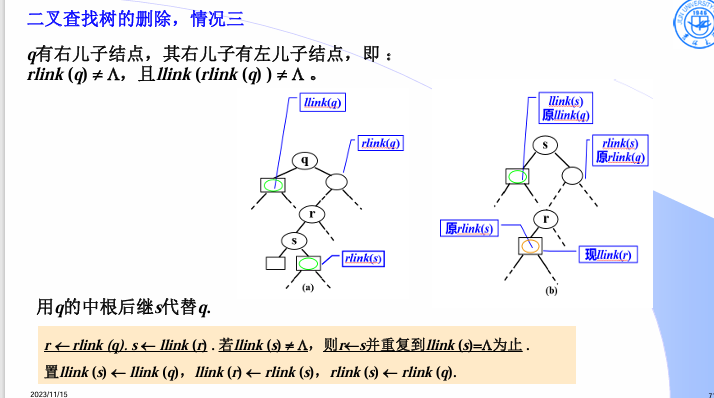 二叉查找树的删除，情况三
q有右儿子结点，其右儿子有左儿子结点，即：
rlink (q) ≠ Λ，且llink (rlink (q) ) ≠ Λ 。
llink(q)
rlink(q)
q
r
s
rlink(s)
(a)
llink(s)
原llink(q)
s
rlink(s)
原rlink(q)
r
原rlink(s)
现llink(r)
(b)
用q的中根后继s代替q.
r ← rlink (q). s ← llink (r) . 若llink (s) ≠ Λ，则r←s并重复到llink (s)=Λ为止 .
置llink (s) ← llink (q)，llink (r) ← rlink (s)，rlink (s) ← rlink (q).
2023/11/15
7